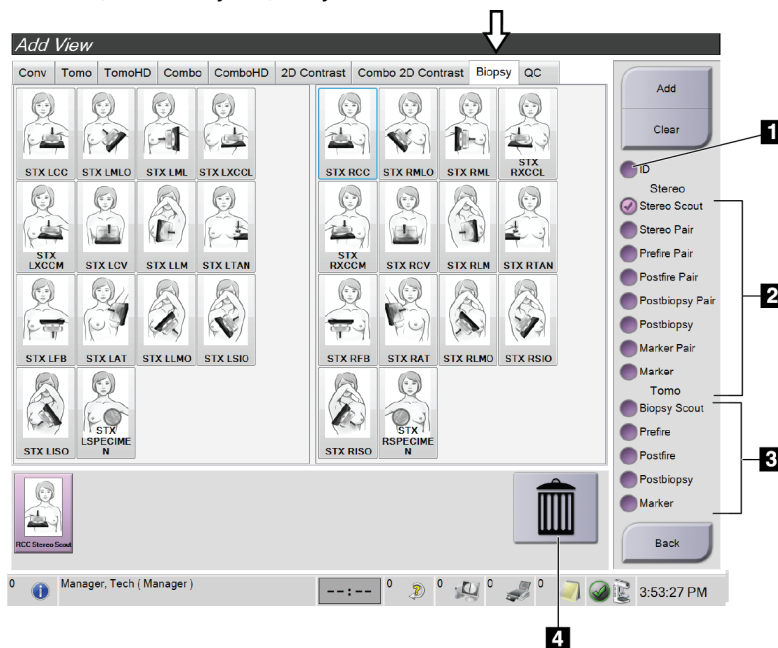 Add View
Conv Tomo TomoHD Combo ComboHD 2D Contrast Combo 2D Contrast Biopsy QC
STX LCC STX LMLO STX LML STX LXCCL
STX RCC STX RMLO STX RML STX RXCCL
STX LXCCM STX LCV STX LLM STX LTAN
STX RXCCM STX RCV STX RLM STX RTAN
STX LFB STX LAT STX LLMO STX LSIO
STX RFB STX RAT STX RLMO STX RSIO
STX LISO STX LSPECIMEN
STX RISO STX RSPECIMEN
RCC Stereo Scout
Add
Clear
ID
Stereo
Stereo Scout
Stereo Pair
Prefire Pair
Postfire Pair
Postbiopsy Pair
Postbiopsy
Marker Pair
Marker
Tomo
Biopsy Scout
Prefire
Postfire
Postbiopsy
Marker
Back
1
2
3
4
0 Manager, Tech ( Manager ) --:-- 0 0 0 0 3:53:27 PM